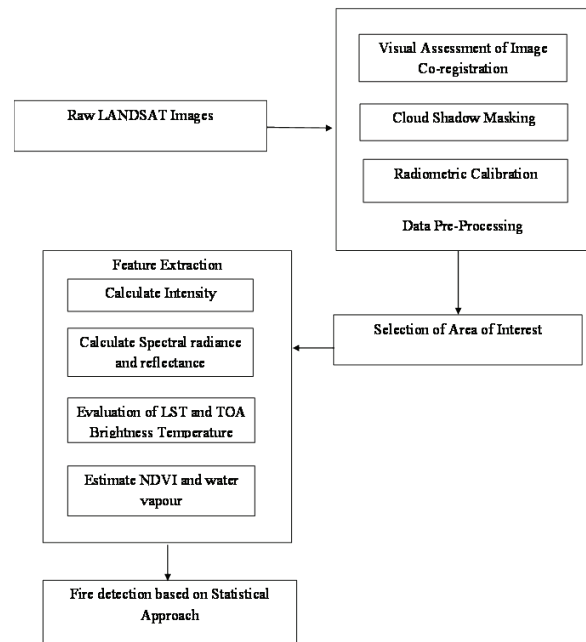 Raw LANDSAT Images
Visual Assessment of Image
Co-registration
Cloud Shadow Masking
Radiometric Calibration
Data Pre-Processing
Selection of Area of Interest
Feature Extraction
Calculate Intensity
Calculate Spectral radiance and
reflectance
Evaluation of LST and TOA
Brightness Temperature
Estimate NDVI and water
vapour
Fire detection based on Statistical
Approach